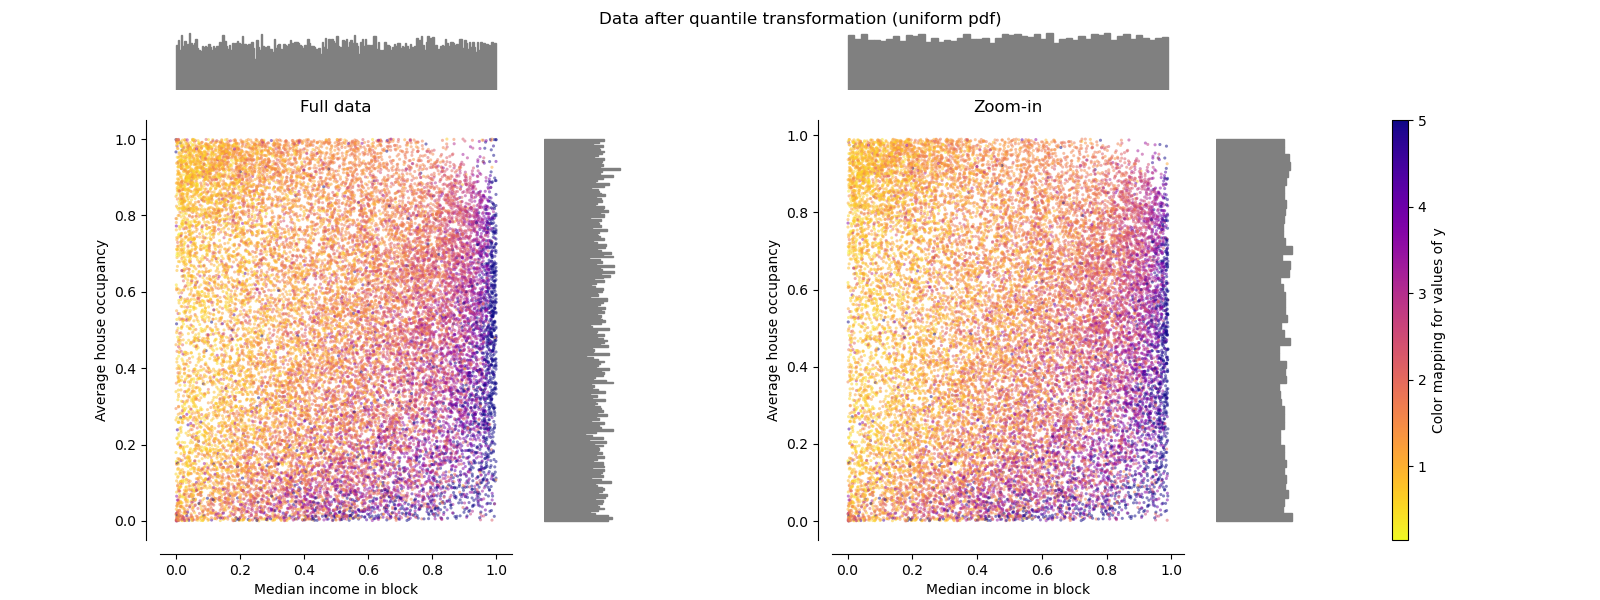 Data after quantile transformation (uniform pdf)
Full data
Average house occupancy
1.0
0.8
0.6
0.4
0.2
0.0
0.0 0.2 0.4 0.6 0.8 1.0
Median income in block
Zoom-in
Average house occupancy
1.0
0.8
0.6
0.4
0.2
0.0
0.0 0.2 0.4 0.6 0.8 1.0
Median income in block
5
4
3
2
1
Color mapping for values of y